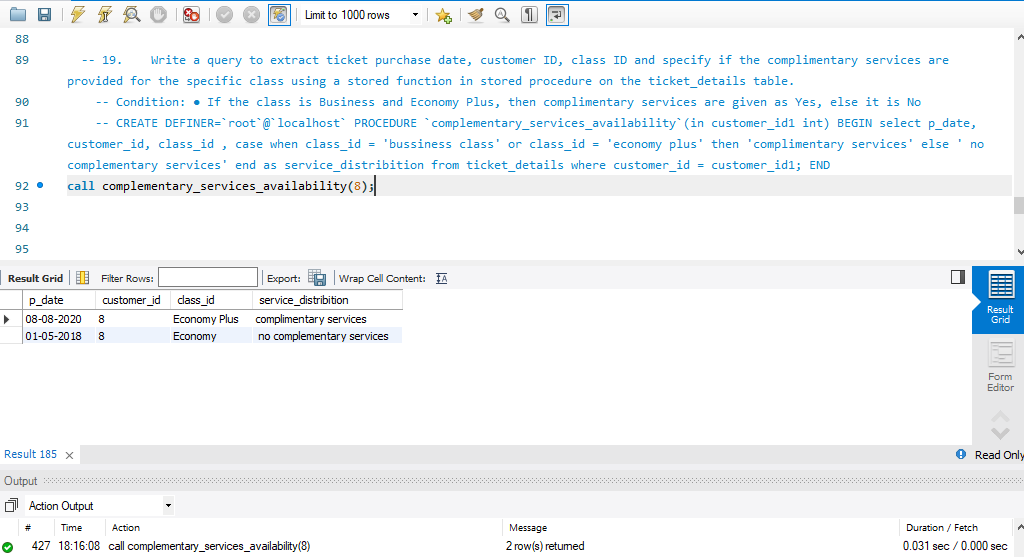 Limit to 1000 rows
88
89 -- 19. Write a query to extract ticket purchase date, customer ID, class ID and specify if the complimentary services are
provided for the specific class using a stored function in stored procedure on the ticket_details table.
90 -- Condition: ● If the class is Business and Economy Plus, then complimentary services are given as Yes, else it is No
91 -- CREATE DEFINER=`root`@`localhost` PROCEDURE `complementary_services_availability`(in customer_id1 int) BEGIN select p_date,
customer_id, class_id , case when class_id = 'bussiness class' or class_id = 'economy plus' then 'complimentary services' else ' no
complementary services' end as service_distribition from ticket_details where customer_id = customer_id1; END
92 call complementary_services_availability(8);
93
94
95
Result Grid Filter Rows: Export: Wrap Cell Content:
p_date customer_id class_id service_distribition
08-08-2020 8 Economy Plus complimentary services
01-05-2018 8 Economy no complementary services
Result
Grid
Form
Editor
Result 185 Read Only
Output
Action Output
# Time Action Message Duration / Fetch
427 18:16:08 call complementary_services_availability(8) 2 row(s) returned 0.031 sec / 0.000 sec